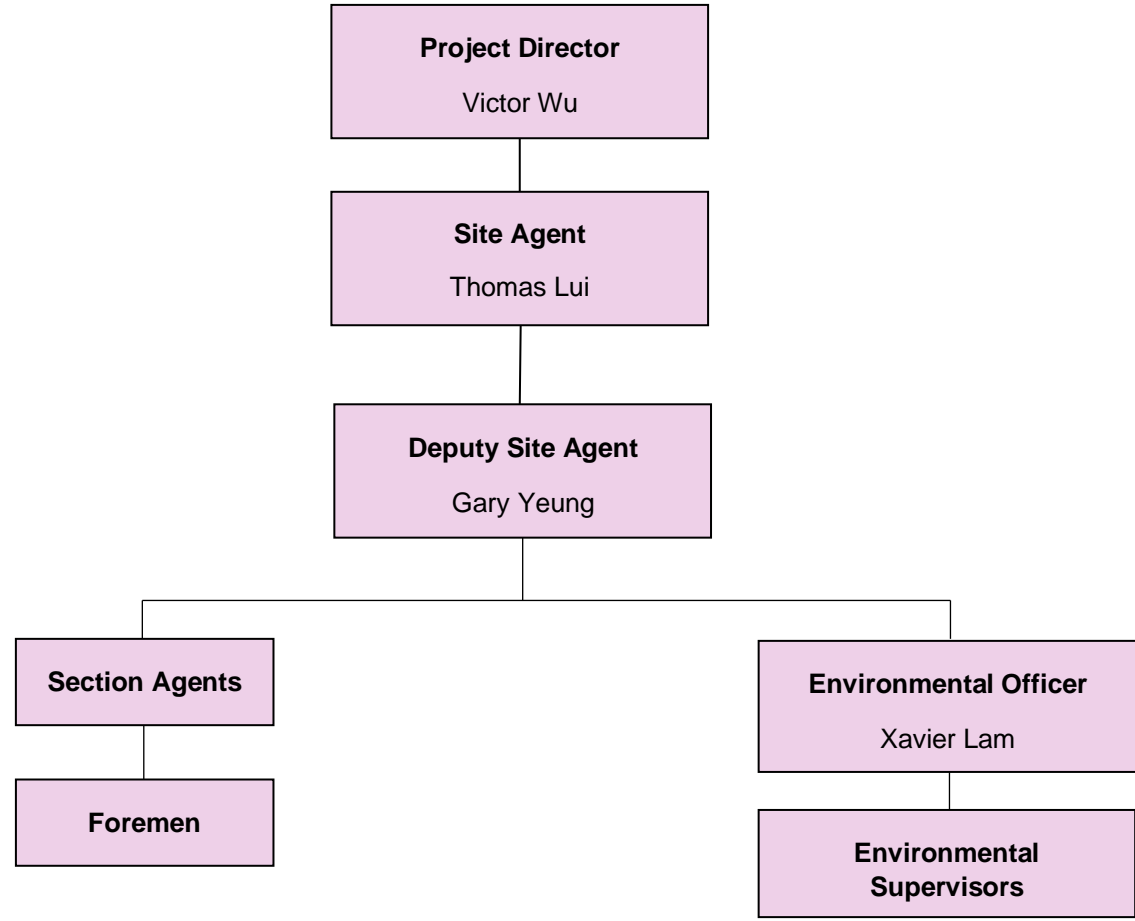 Project Director
Victor Wu
Site Agent
Thomas Lui
Deputy Site Agent
Gary Yeung
Section Agents
Foremen
Environmental Officer
Xavier Lam
Environmental
Supervisors